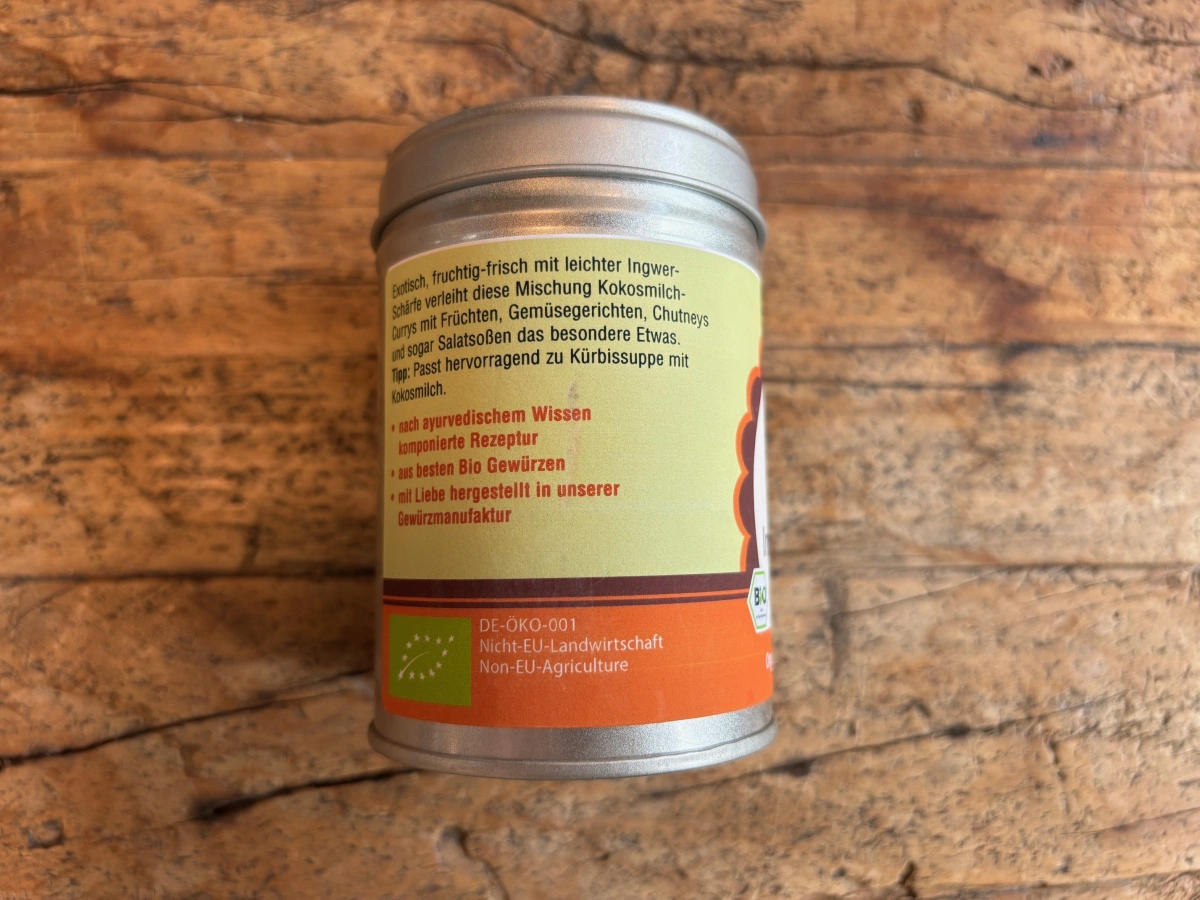 Exotisch, fruchtig-frisch mit leichter Ingwer-
Schärfe verleiht diese Mischung Kokosmilch-
Currys mit Früchten, Gemüsegerichten, Chutneys
und sogar Salatsoßen das besondere Etwas.
Tipp: Passt hervorragend zu Kürbissuppe mit
Kokosmilch.
• nach ayurvedischem Wissen
komponierte Rezeptur
• aus besten Bio Gewürzen
• mit Liebe hergestellt in unserer
Gewürzmanufaktur
Bio
DE-ÖKO-001
Nicht-EU-Landwirtschaft
Non-EU-Agriculture